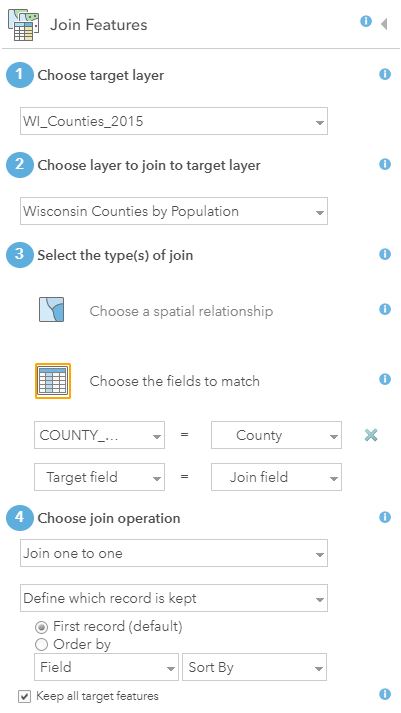 Join Features
1 Choose target layer
WI_Counties_2015
2 Choose layer to join to target layer
Wisconsin Counties by Population
3 Select the type(s) of join
Choose a spatial relationship
Choose the fields to match
COUNTY_... = County
Target field = Join field
4 Choose join operation
Join one to one
Define which record is kept
First record (default)
Order by
Field Sort By
Keep all target features